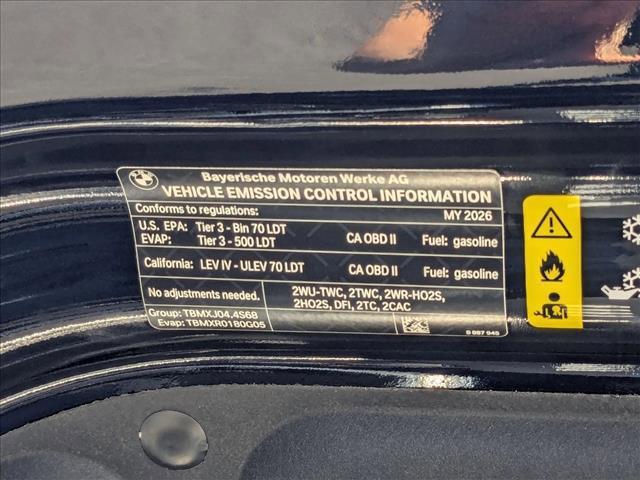 Bayerische Motoren Werke AG
VEHICLE EMISSION CONTROL INFORMATION
Conforms to regulations: MY 2026
U.S. EPA: Tier 3 - Bin 70 LDT
EVAP: Tier 3 - 500 LDT CA OBD II Fuel: gasoline
California: LEV IV - ULEV 70 LDT CA OBD II Fuel: gasoline
No adjustments needed. 2WU-TWC, 2TWC, 2WR-HO2S,
2HO2S, DFI, 2TC, 2CAC
Group: TBMXJ04.4S68
Evap: TBMXR0180G05